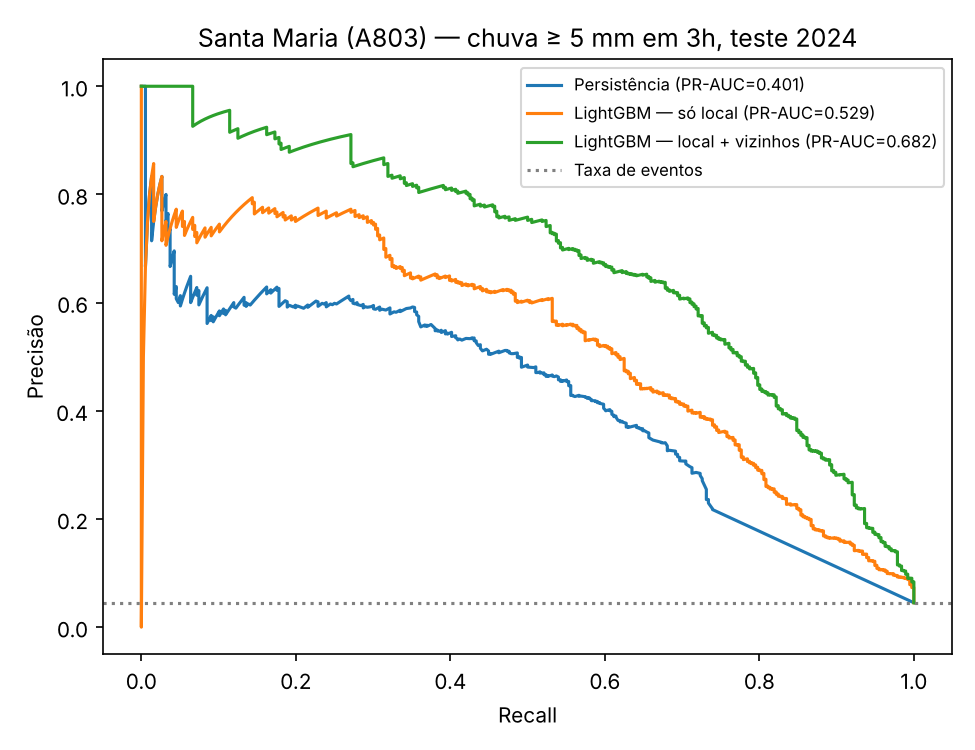 Santa Maria (A803) — chuva ≥ 5 mm em 3h, teste 2024
Persistência (PR-AUC=0.401)
LightGBM — só local (PR-AUC=0.529)
LightGBM — local + vizinhos (PR-AUC=0.682)
Taxa de eventos
Precisão
1.0
0.8
0.6
0.4
0.2
0.0
0.0 0.2 0.4 0.6 0.8 1.0
Recall